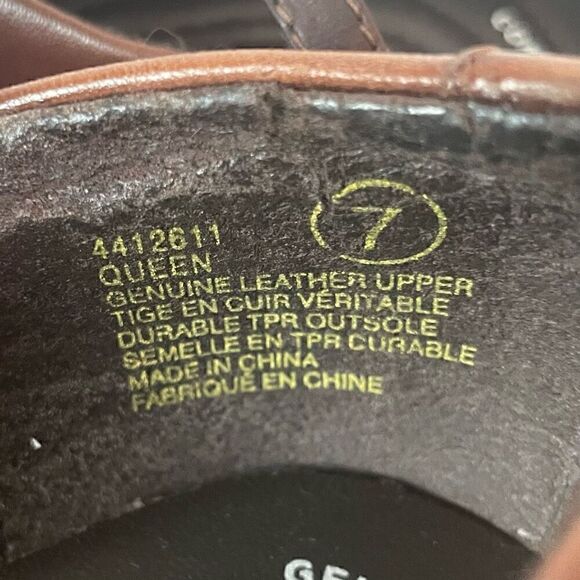 4412611
7
QUEEN
GENUINE LEATHER UPPER
TIGE EN CUIR VÉRITABLE
DURABLE TPR OUTSOLE
SEMELLE EN TPR DURABLE
MADE IN CHINA
FABRIQUÉ EN CHINE